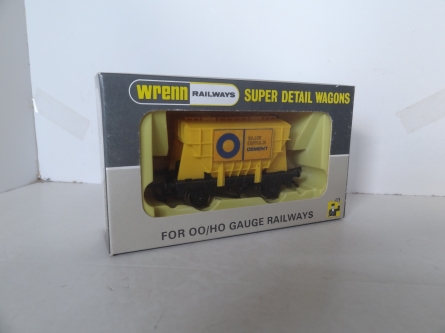 Wrenn RAILWAYS SUPER DETAIL WAGONS
BLUE
CIRCLE
CEMENT
FOR OO/HO GAUGE RAILWAYS